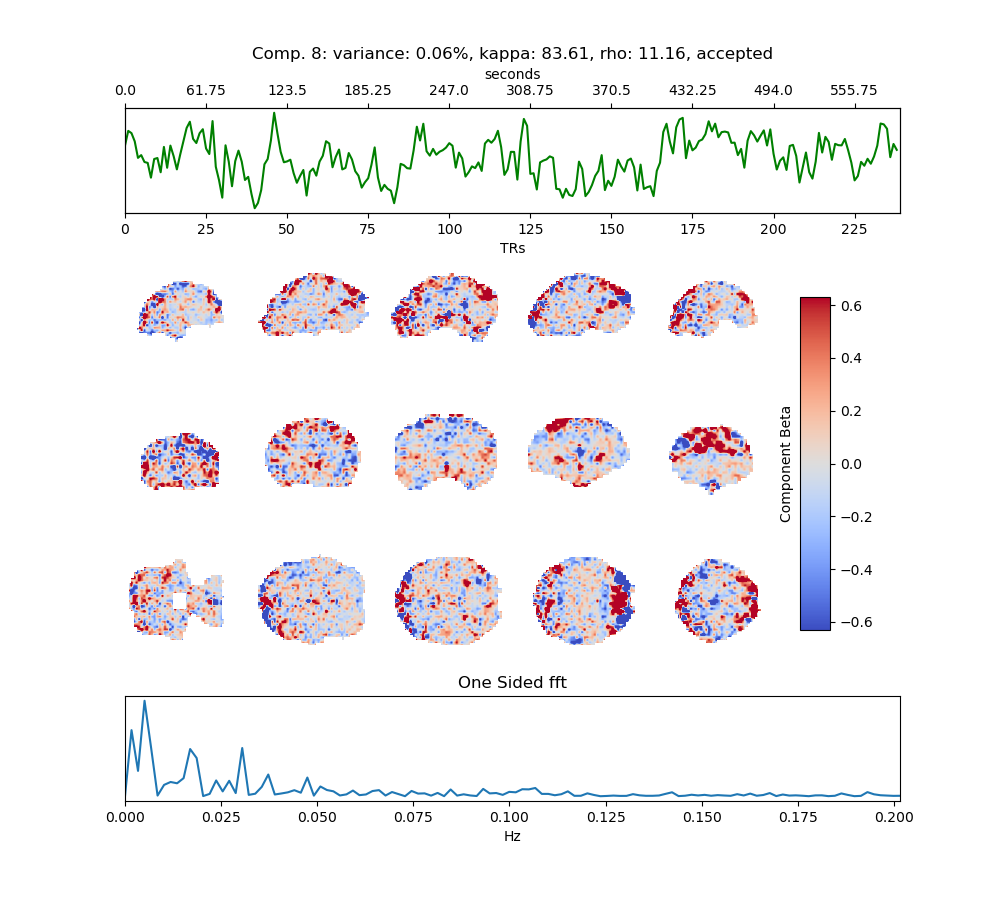 Comp. 8: variance: 0.06%, kappa: 83.61, rho: 11.16, accepted
seconds
0.0 61.75 123.5 185.25 247.0 308.75 370.5 432.25 494.0 555.75
0 25 50 75 100 125 150 175 200 225
TRs
0.6
0.4
0.2
0.0
−0.2
−0.4
−0.6
Component Beta
One Sided fft
0.000 0.025 0.050 0.075 0.100 0.125 0.150 0.175 0.200
Hz